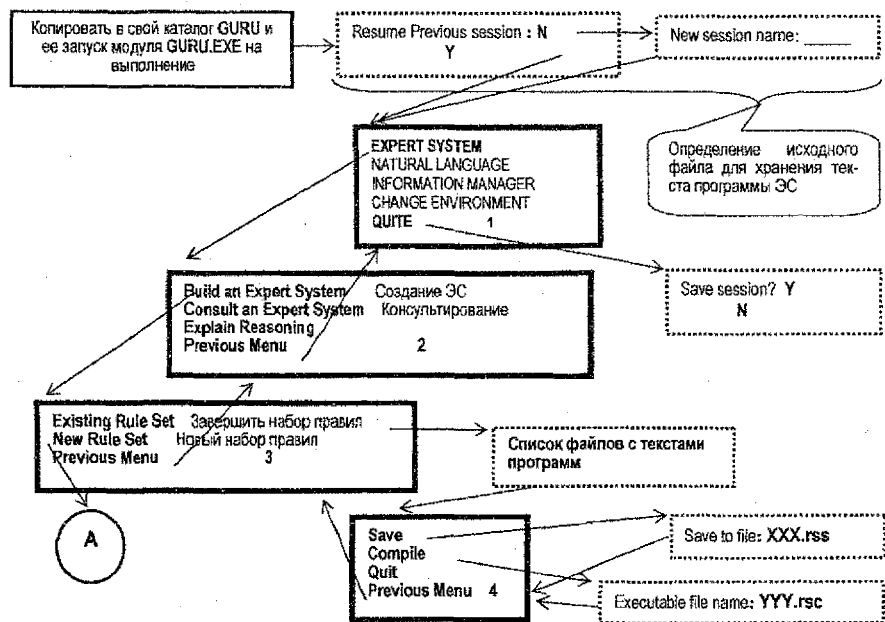 Копировать в свой каталог GURU и
ее запуск модуля GURU.EXE на
выполнение
Resume Previous session : N
Y
New session name: _____
EXPERT SYSTEM
NATURAL LANGUAGE
INFORMATION MANAGER
CHANGE ENVIRONMENT
QUITE 1
Определение исходного
файла для хранения тек-
ста программы ЭС
Save session? Y
N
Build an Expert System Создание ЭС
Consult an Expert System Консультирование
Explain Reasoning
Previous Menu 2
Existing Rule Set Завершить набор правил
New Rule Set Новый набор правил
Previous Menu 3
Список файлов с текстами
программ
A
Save
Compile
Quit
Previous Menu 4
Save to file: XXX.rss
Executable file name: YYY.rsc